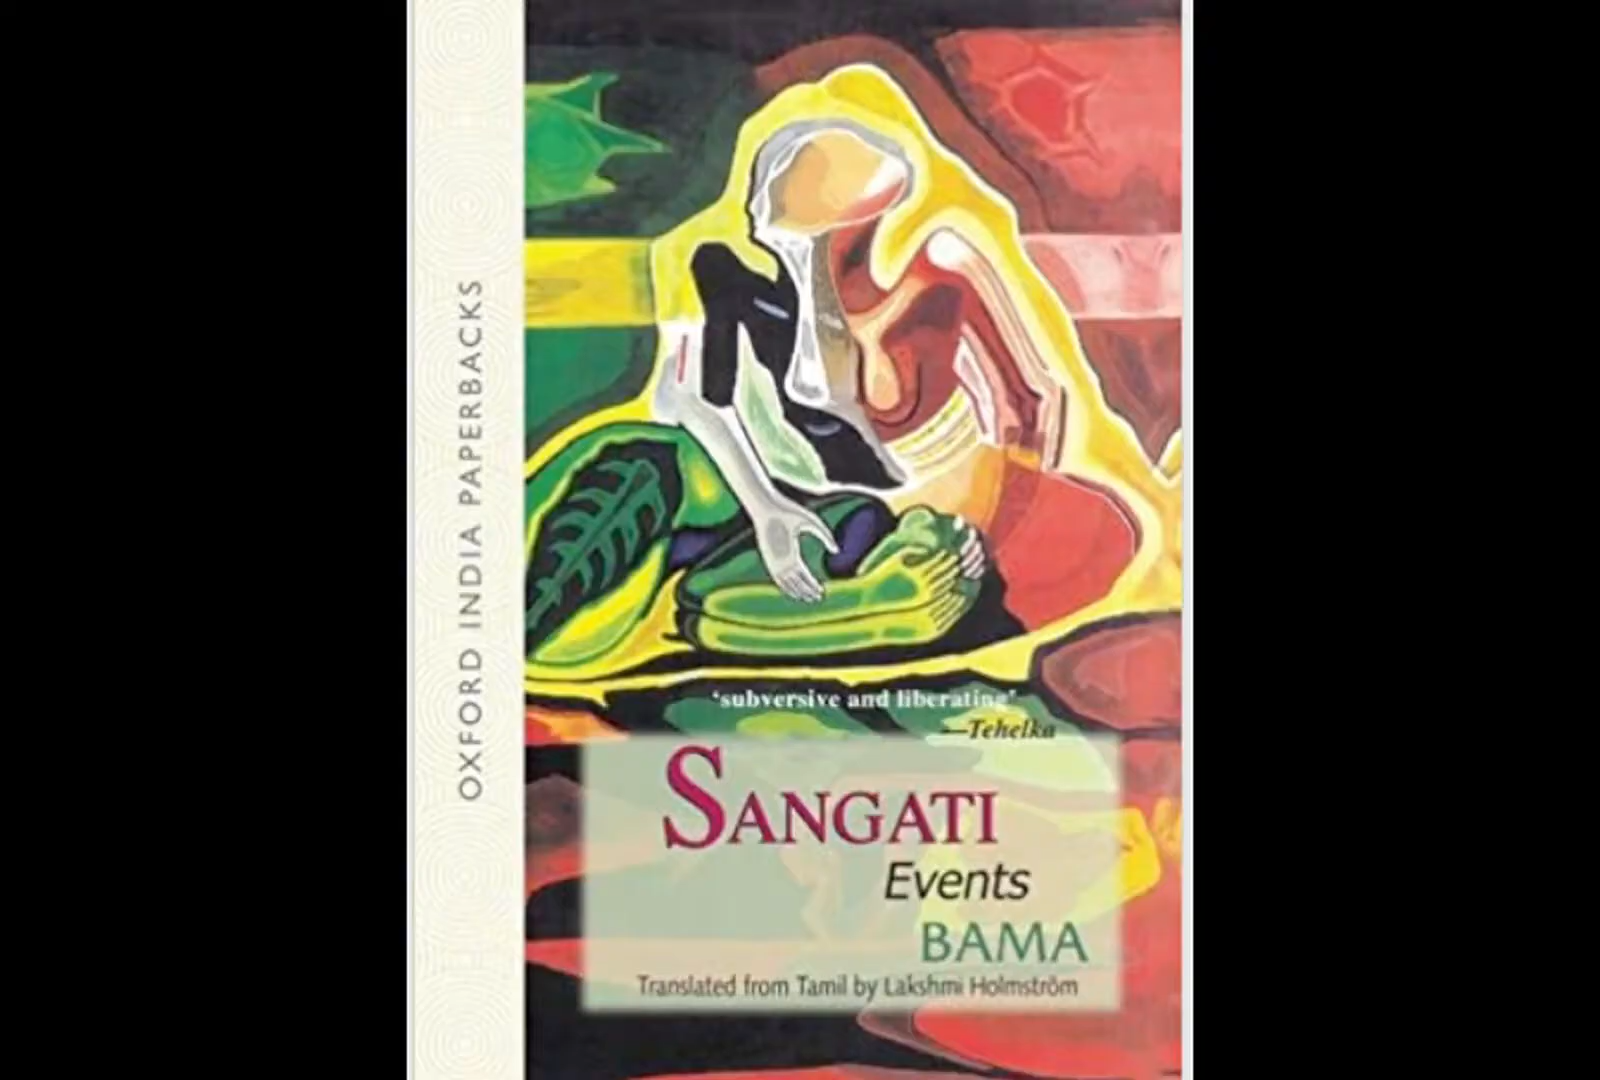 OXFORD INDIA PAPERBACKS
‘subversive and liberating’
—Tehelka
SANGATI
Events
BAMA
Translated from Tamil by Lakshmi Holmström